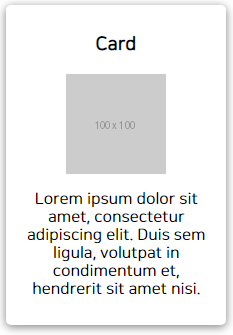 Card
100 x 100
Lorem ipsum dolor sit
amet, consectetur
adipiscing elit. Duis sem
ligula, volutpat in
condimentum et,
hendrerit sit amet nisi.